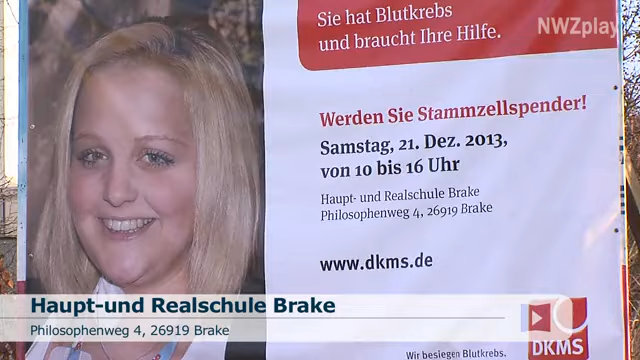 Sie hat Blutkrebs
und braucht Ihre Hilfe.
NWZplay
Werden Sie Stammzellspender!
Samstag, 21. Dez. 2013,
von 10 bis 16 Uhr
Haupt- und Realschule Brake
Philosophenweg 4, 26919 Brake
www.dkms.de
Haupt-und Realschule Brake
Philosophenweg 4, 26919 Brake
Wir besiegen Blutkrebs.
DKMS